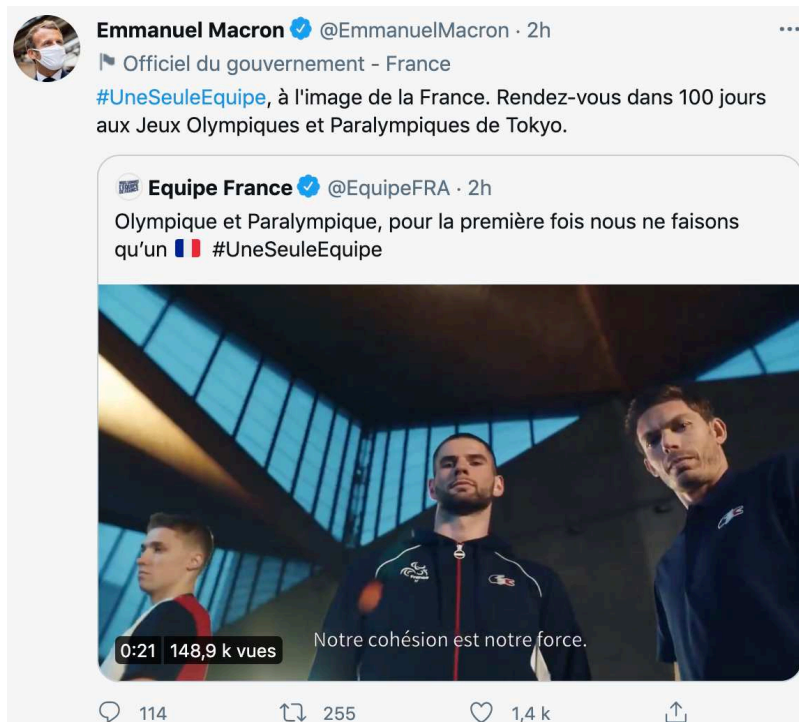 Emmanuel Macron @EmmanuelMacron · 2h
Officiel du gouvernement - France
#UneSeuleEquipe, à l'image de la France. Rendez-vous dans 100 jours
aux Jeux Olympiques et Paralympiques de Tokyo.
Equipe France @EquipeFRA · 2h
Olympique et Paralympique, pour la première fois nous ne faisons
qu’un #UneSeuleEquipe
Notre cohésion est notre force.
0:21 148,9 k vues
114 255 1,4 k